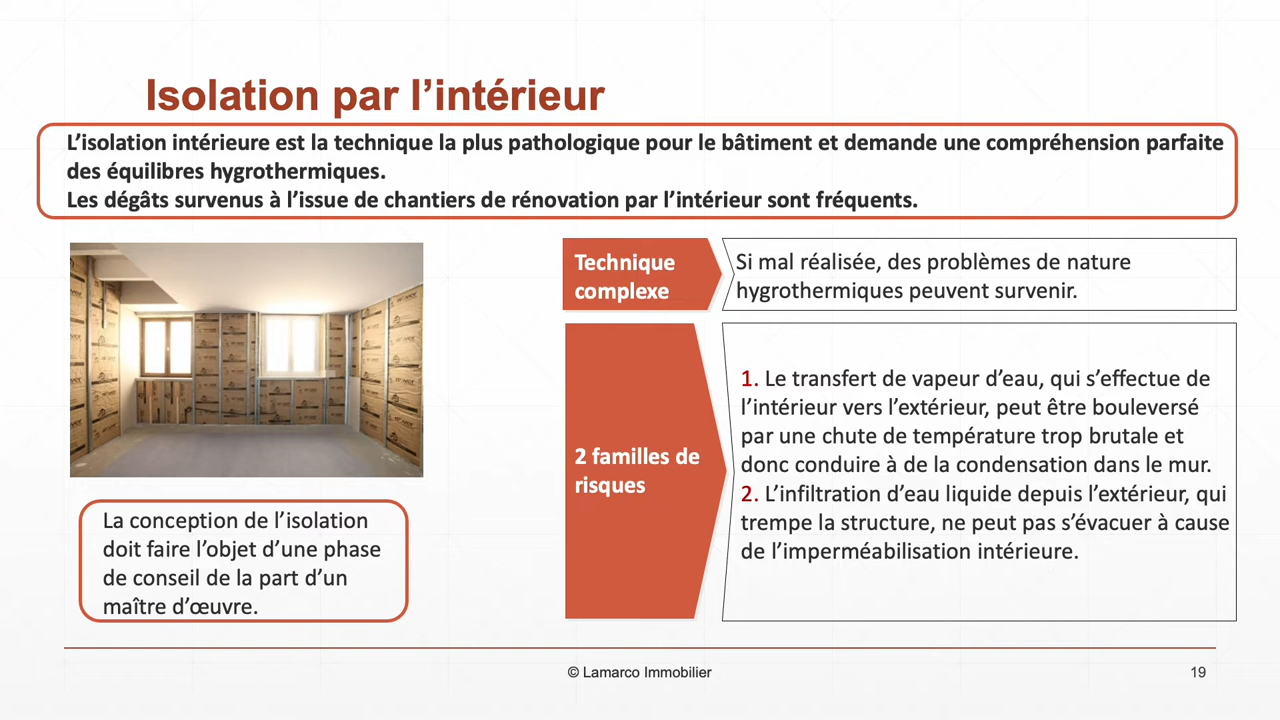 Isolation par l’intérieur
L’isolation intérieure est la technique la plus pathologique pour le bâtiment et demande une compréhension parfaite
des équilibres hygrothermiques.
Les dégâts survenus à l’issue de chantiers de rénovation par l’intérieur sont fréquents.
La conception de l’isolation
doit faire l’objet d’une phase
de conseil de la part d’un
maître d’œuvre.
Technique
complexe
Si mal réalisée, des problèmes de nature
hygrothermiques peuvent survenir.
2 familles de
risques
1. Le transfert de vapeur d’eau, qui s’effectue de
l’intérieur vers l’extérieur, peut être bouleversé
par une chute de température trop brutale et
donc conduire à de la condensation dans le mur.
2. L’infiltration d’eau liquide depuis l’extérieur, qui
trempe la structure, ne peut pas s’évacuer à cause
de l’imperméabilisation intérieure.
© Lamarco Immobilier
19